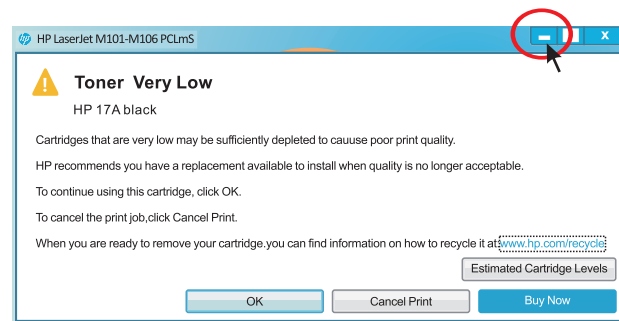 hp HP LaserJet M101-M106 PCLmS X
Toner Very Low
HP 17A black
Cartridges that are very low may be sufficiently depleted to cauuse poor print quality.
HP recommends you have a replacement available to install when quality is no longer acceptable.
To continue using this cartridge, click OK.
To cancel the print job,click Cancel Print.
When you are ready to remove your cartridge.you can find information on how to recycle it at:www.hp.com/recycle
Estimated Cartridge Levels
OK Cancel Print Buy Now